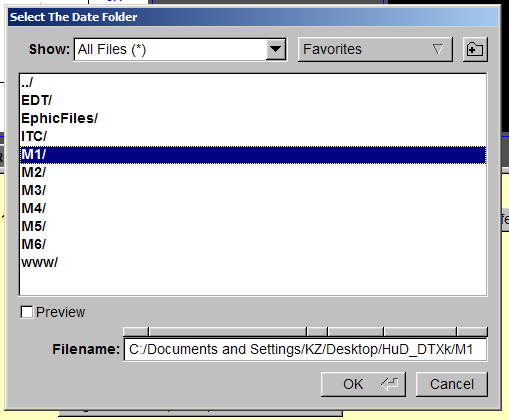 Select The Date Folder
Show: All Files (*) Favorites
../
EDT/
EphicFiles/
ITC/
M1/
M2/
M3/
M4/
M5/
M6/
www/
Preview
Filename: C:/Documents and Settings/KZ/Desktop/HuD_DTXk/M1
OK Cancel